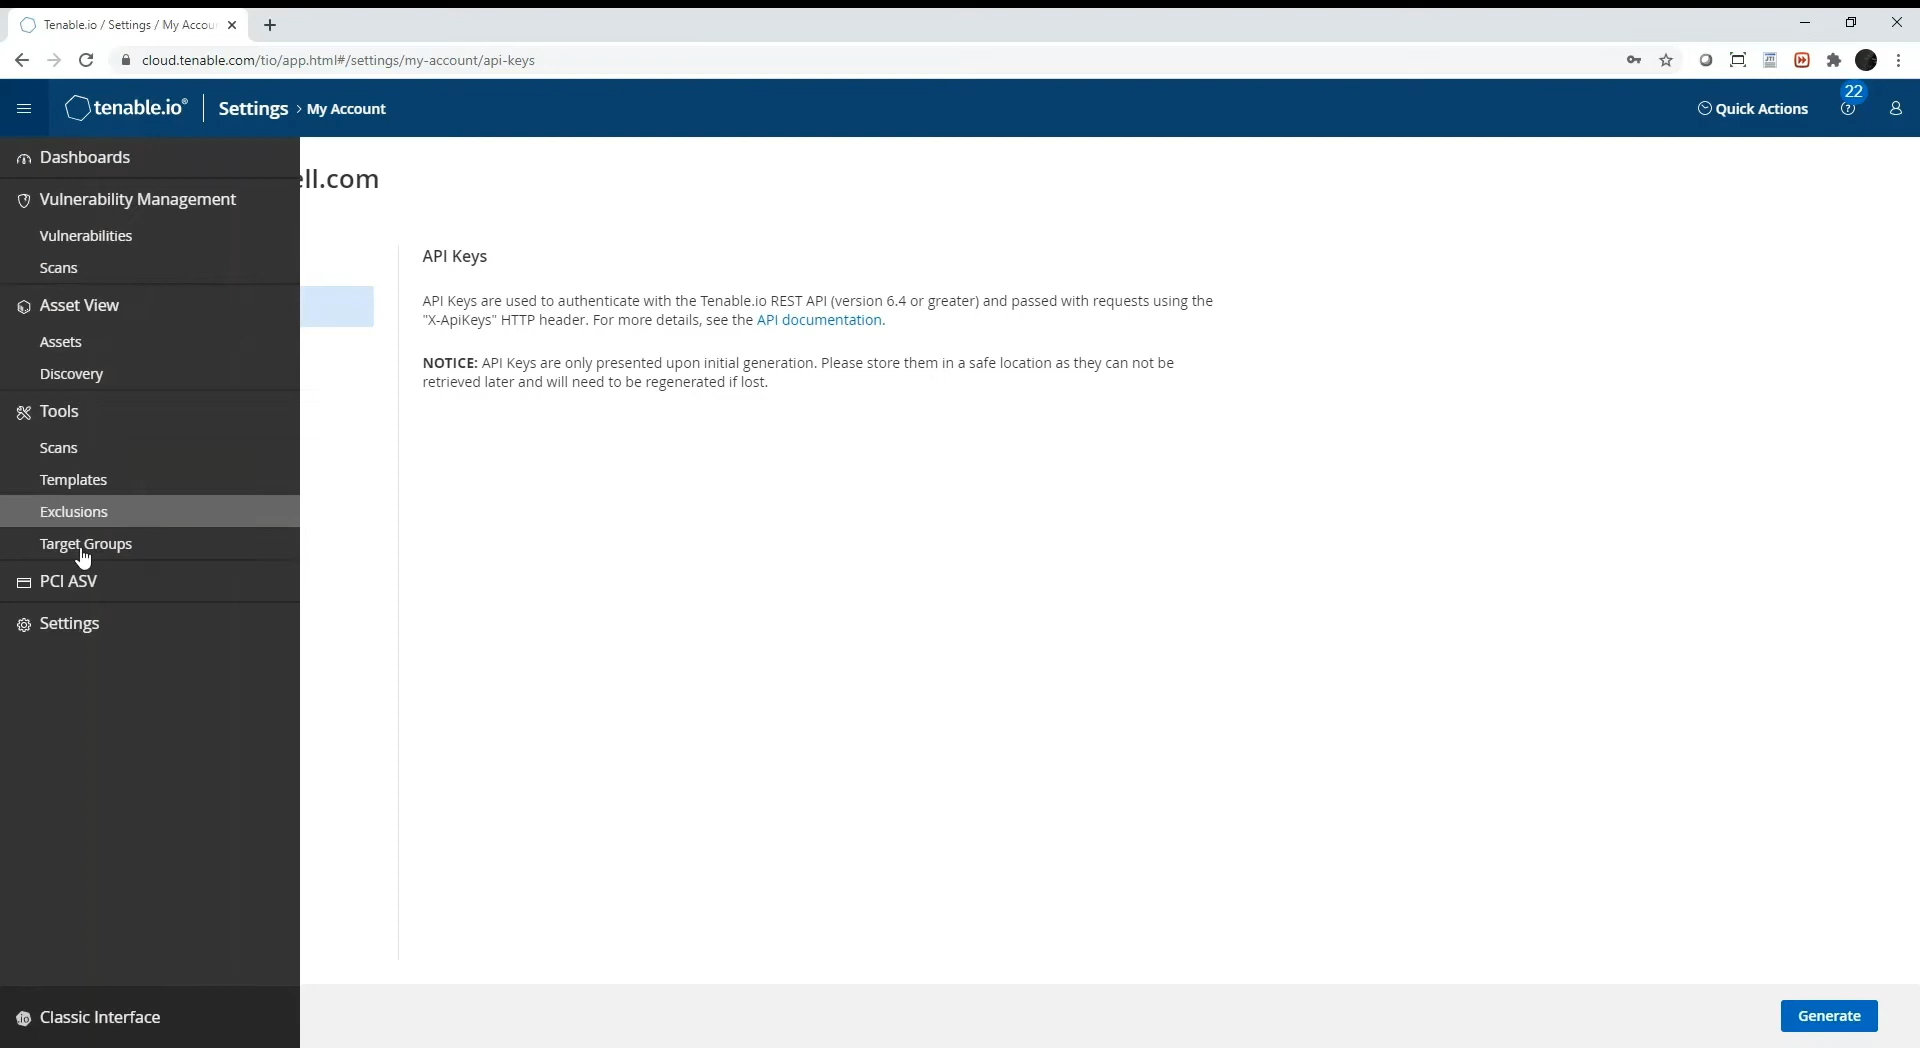 Tenable.io / Settings / My Accou
cloud.tenable.com/tio/app.html#/settings/my-account/api-keys
tenable.io®
Settings > My Account
Quick Actions
22
Dashboards
Vulnerability Management
Vulnerabilities
Scans
Asset View
Assets
Discovery
Tools
Scans
Templates
Exclusions
Target Groups
PCI ASV
Settings
Classic Interface
ll.com
API Keys
API Keys are used to authenticate with the Tenable.io REST API (version 6.4 or greater) and passed with requests using the
"X-ApiKeys" HTTP header. For more details, see the API documentation.
NOTICE: API Keys are only presented upon initial generation. Please store them in a safe location as they can not be
retrieved later and will need to be regenerated if lost.
Generate